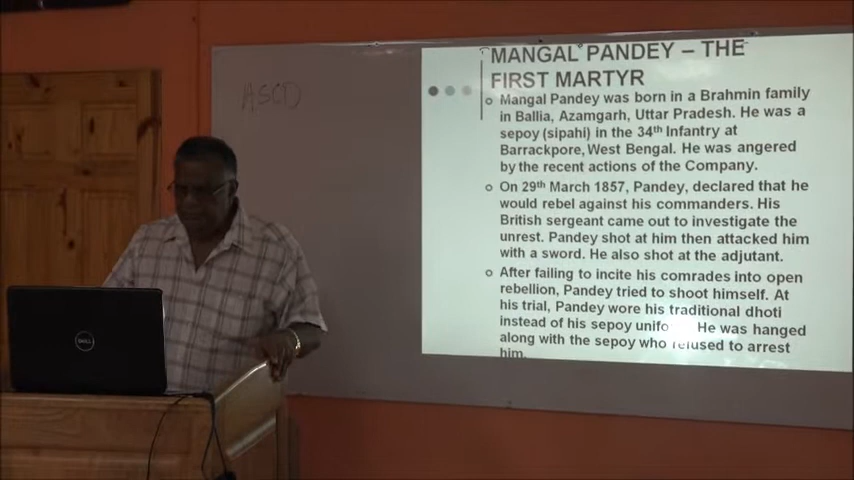 ASCD
MANGAL PANDEY – THE
FIRST MARTYR
Mangal Pandey was born in a Brahmin family
in Ballia, Azamgarh, Uttar Pradesh. He was a
sepoy (sipahi) in the 34th Infantry at
Barrackpore, West Bengal. He was angered
by the recent actions of the Company.
On 29th March 1857, Pandey, declared that he
would rebel against his commanders. His
British sergeant came out to investigate the
unrest. Pandey shot at him then attacked him
with a sword. He also shot at the adjutant.
After failing to incite his comrades into open
rebellion, Pandey tried to shoot himself. At
his trial, Pandey wore his traditional dhoti
instead of his sepoy unifo He was hanged
along with the sepoy who refused to arrest
him.
DELL